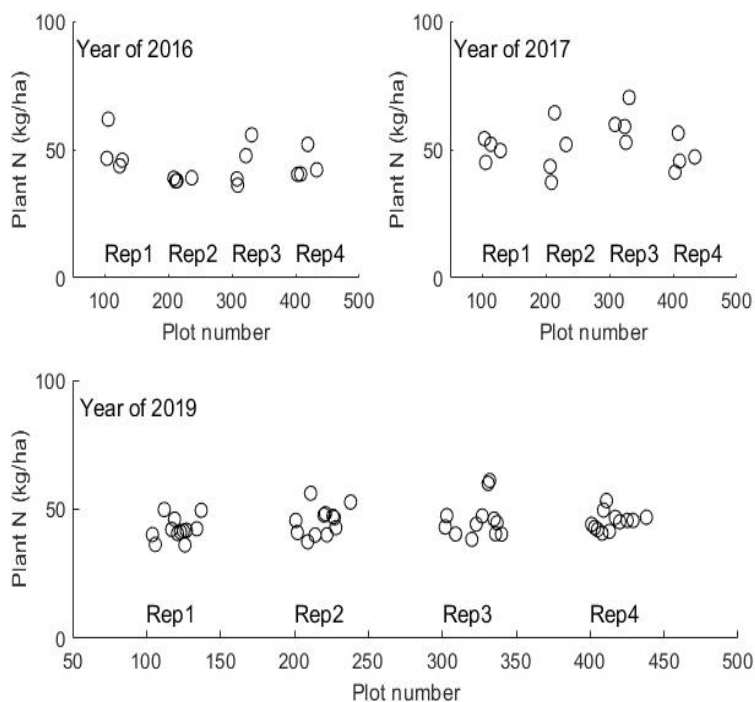 100
Year of 2016
Plant N (kg/ha)
50
Rep1 Rep2 Rep3 Rep4
0
100 200 300 400 500
Plot number
100
Year of 2017
Plant N (kg/ha)
50
Rep1 Rep2 Rep3 Rep4
0
100 200 300 400 500
Plot number
100
Year of 2019
Plant N (kg/ha)
50
Rep1 Rep2 Rep3 Rep4
0
50 100 150 200 250 300 350 400 450 500
Plot number